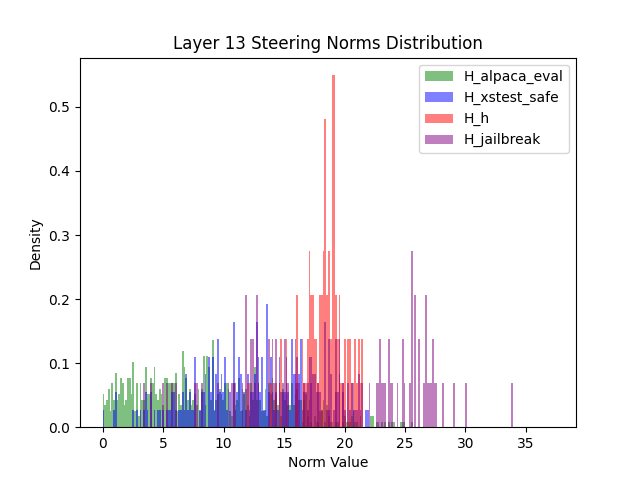 Layer 13 Steering Norms Distribution
H_alpaca_eval
H_xstest_safe
H_h
H_jailbreak
Density
0.5
0.4
0.3
0.2
0.1
0.0
0 5 10 15 20 25 30 35
Norm Value